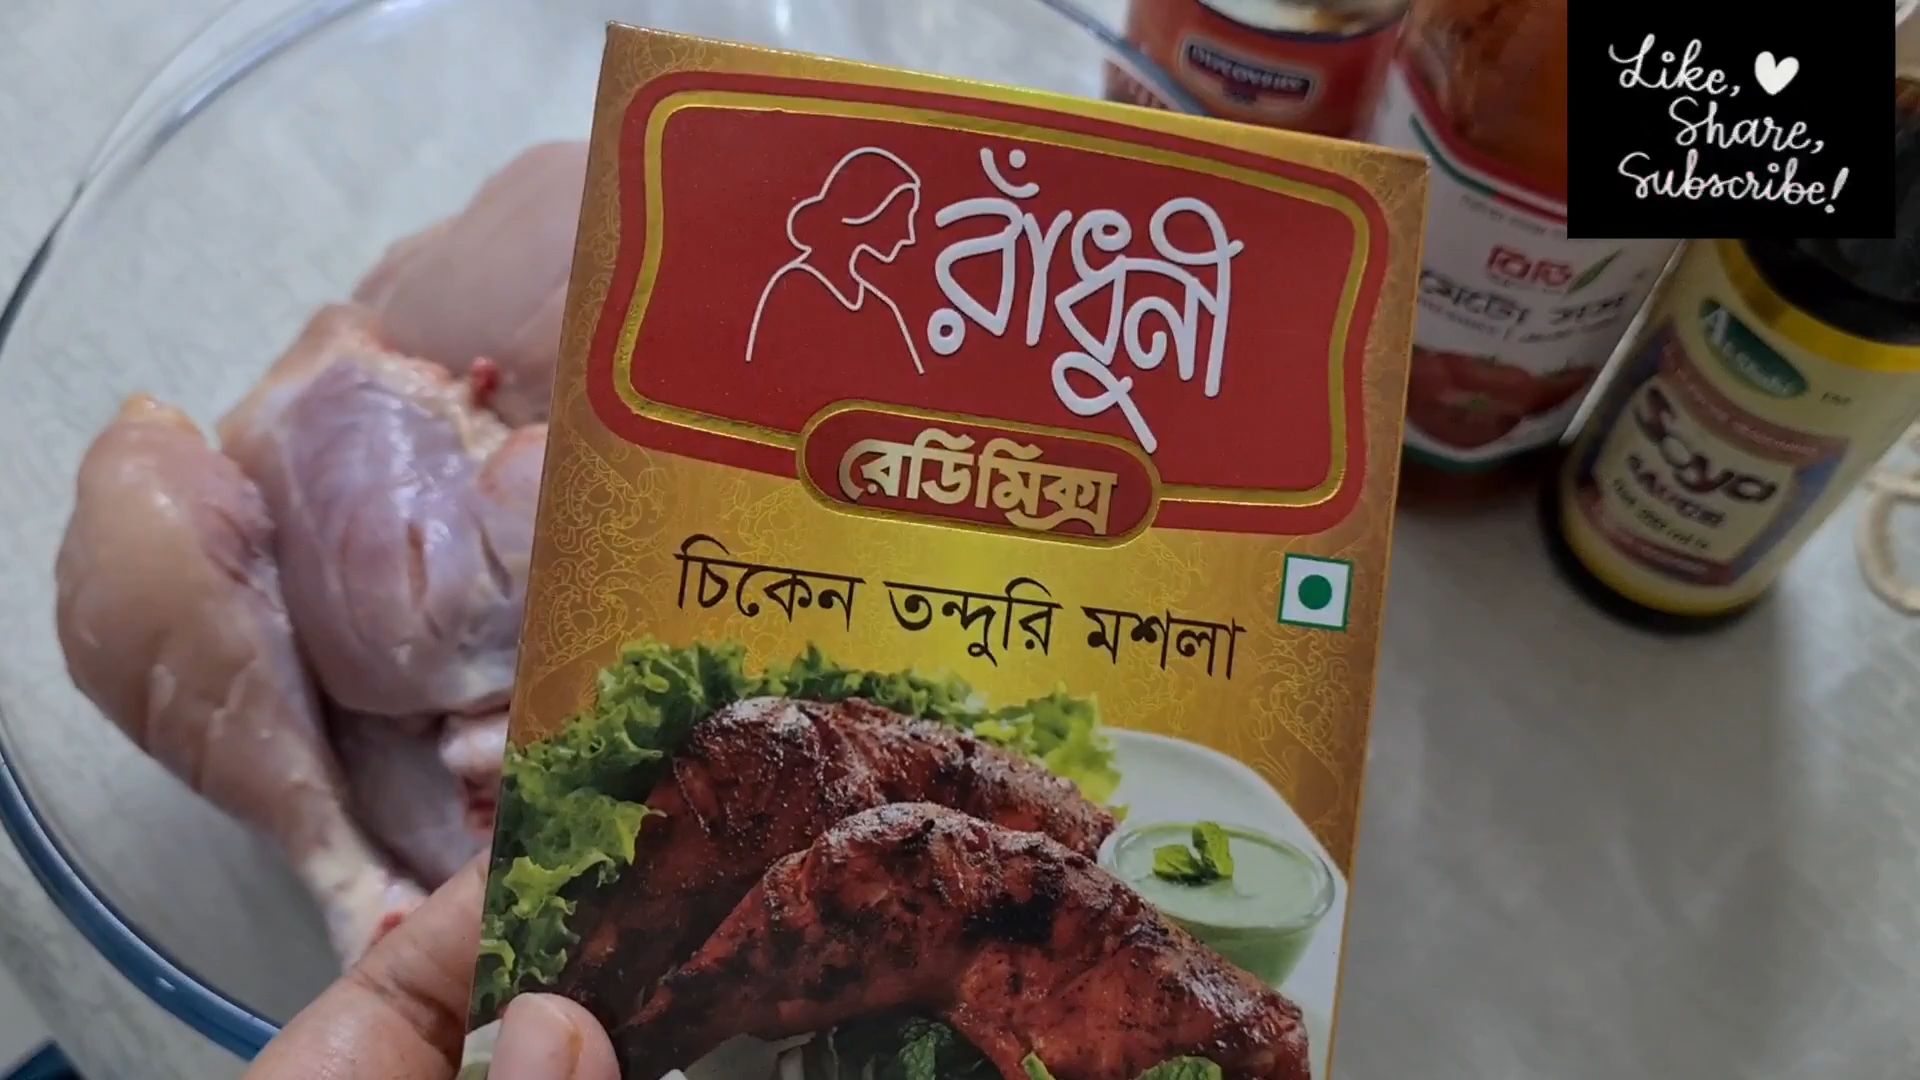 Like,
Share,
Subscribe!
রাঁধুনী
রেডিমিক্স
চিকেন তন্দুরি মশলা
বিডি
Soya